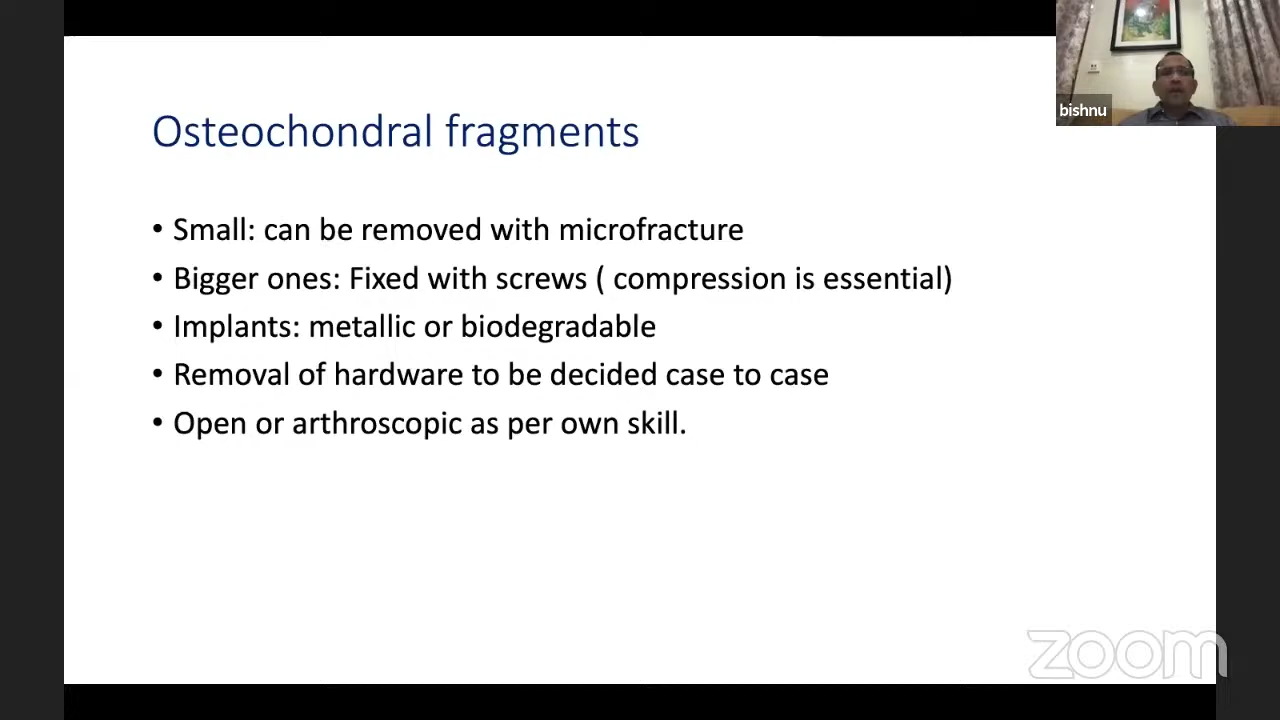 bishnu
Osteochondral fragments
• Small: can be removed with microfracture
• Bigger ones: Fixed with screws ( compression is essential)
• Implants: metallic or biodegradable
• Removal of hardware to be decided case to case
• Open or arthroscopic as per own skill.
zoom